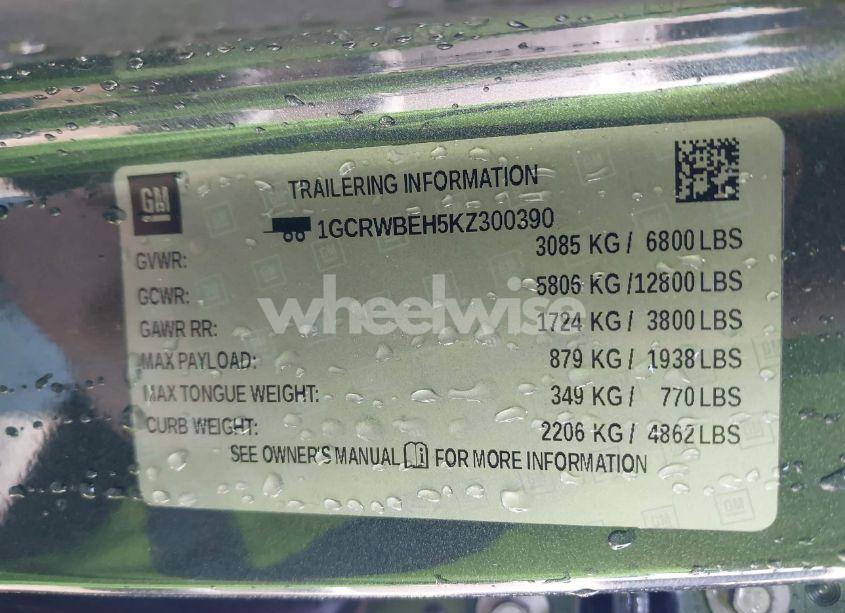 GM
TRAILERING INFORMATION
1GCRWBEH5KZ300390
GVWR: 3085 KG / 6800 LBS
GCWR: 5806 KG /12800 LBS
GAWR RR: 1724 KG / 3800 LBS
MAX PAYLOAD: 879 KG / 1938 LBS
MAX TONGUE WEIGHT: 349 KG / 770 LBS
CURB WEIGHT: 2206 KG / 4862 LBS
SEE OWNER'S MANUAL FOR MORE INFORMATION
wheelwise